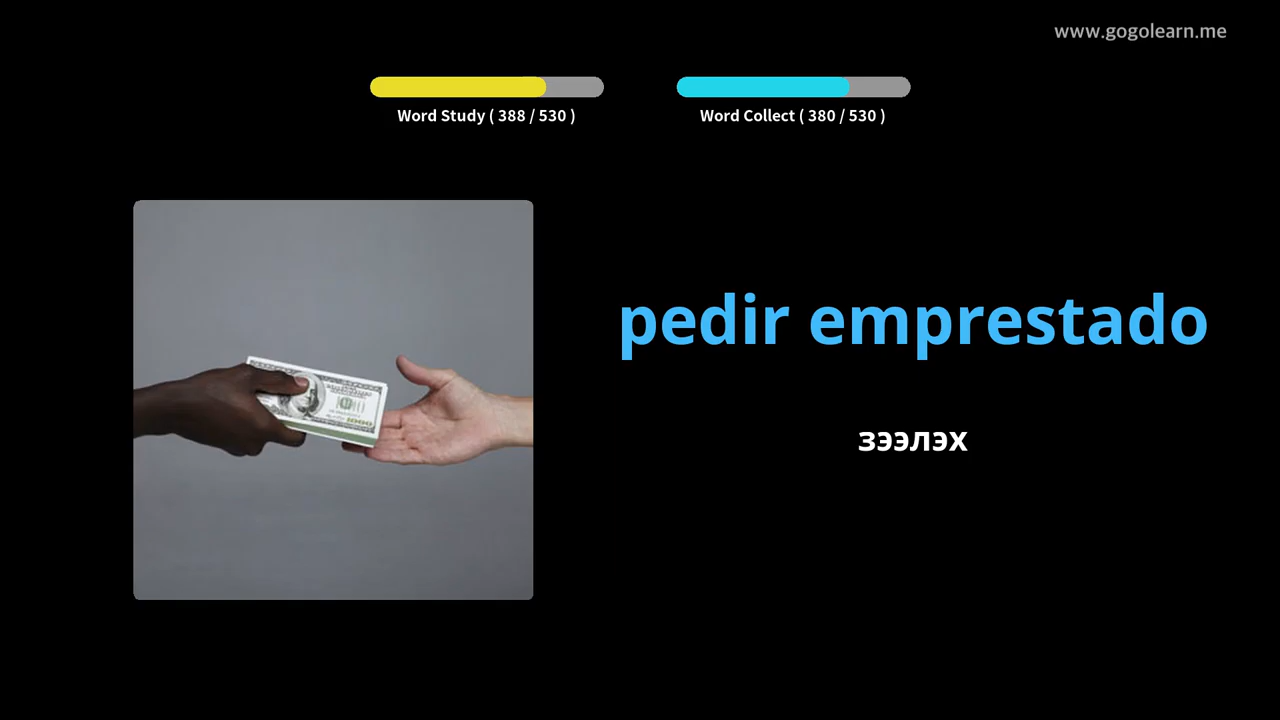 www.gogolearn.me
Word Study ( 388 / 530 )
Word Collect ( 380 / 530 )
pedir emprestado
зээлэх